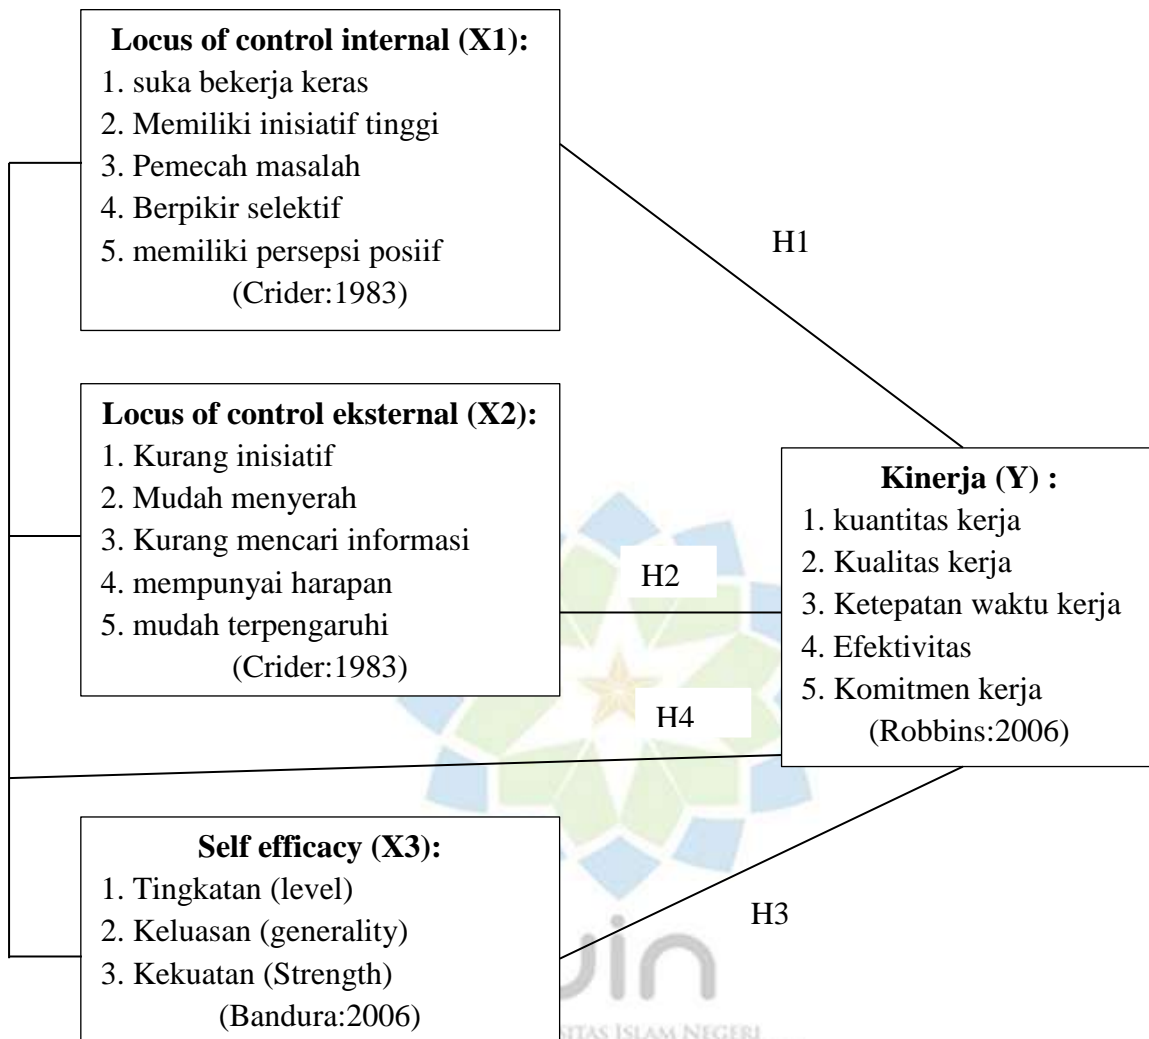 Locus of control internal (X1):
1. suka bekerja keras
2. Memiliki inisiatif tinggi
3. Pemecah masalah
4. Berpikir selektif
5. memiliki persepsi posiif
(Crider:1983)
H1
Locus of control eksternal (X2):
1. Kurang inisiatif
2. Mudah menyerah
3. Kurang mencari informasi
4. mempunyai harapan
5. mudah terpengaruhi
(Crider:1983)
H2
H4
Kinerja (Y) :
1. kuantitas kerja
2. Kualitas kerja
3. Ketepatan waktu kerja
4. Efektivitas
5. Komitmen kerja
(Robbins:2006)
Self efficacy (X3):
1. Tingkatan (level)
2. Keluasan (generality)
3. Kekuatan (Strength)
(Bandura:2006)
H3
uin
ISLAM NEGERI